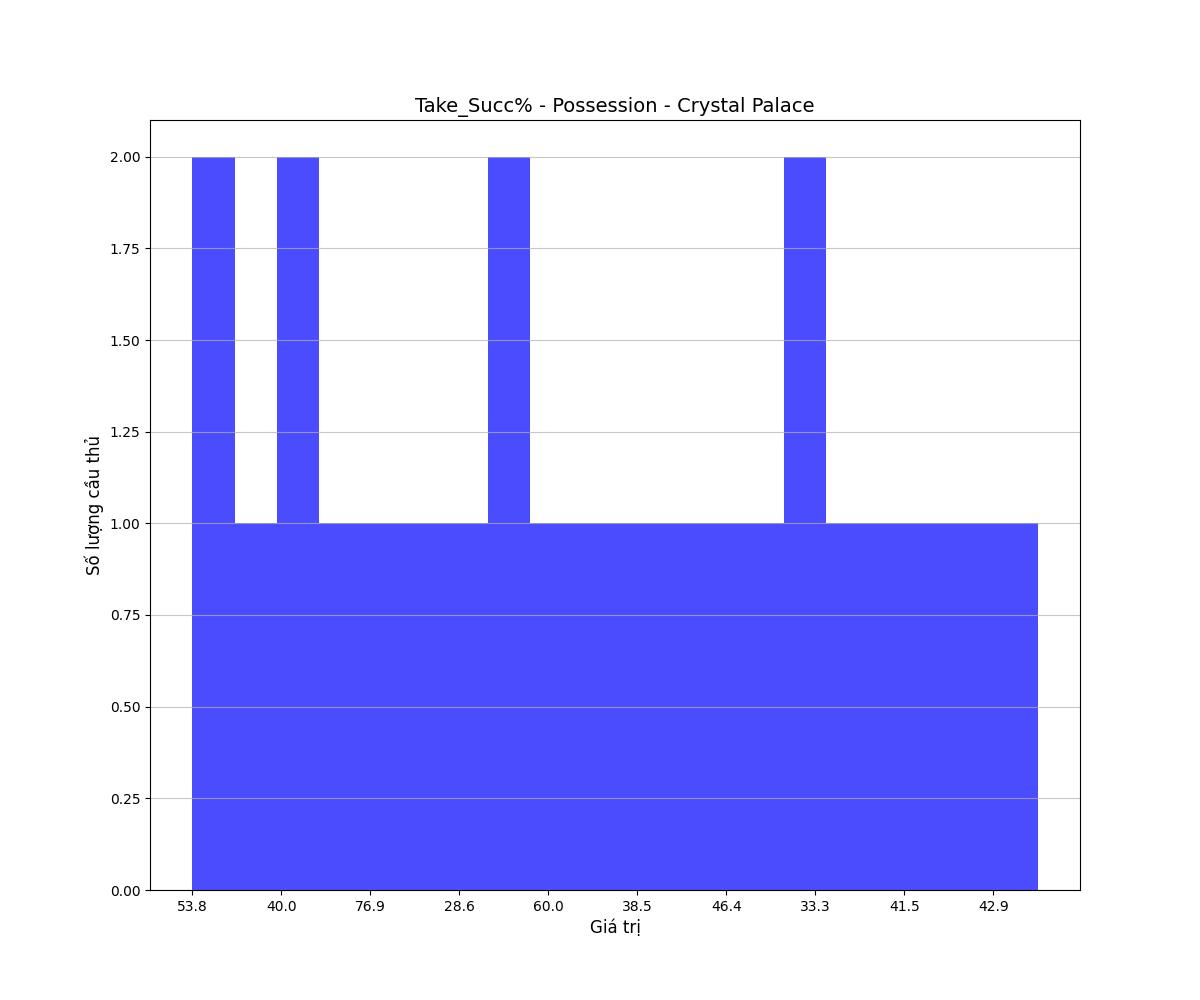 Take_Succ% - Possession - Crystal Palace
2.00
1.75
1.50
1.25
1.00
0.75
0.50
0.25
0.00
Số lượng cầu thủ
53.8 40.0 76.9 28.6 60.0 38.5 46.4 33.3 41.5 42.9
Giá trị